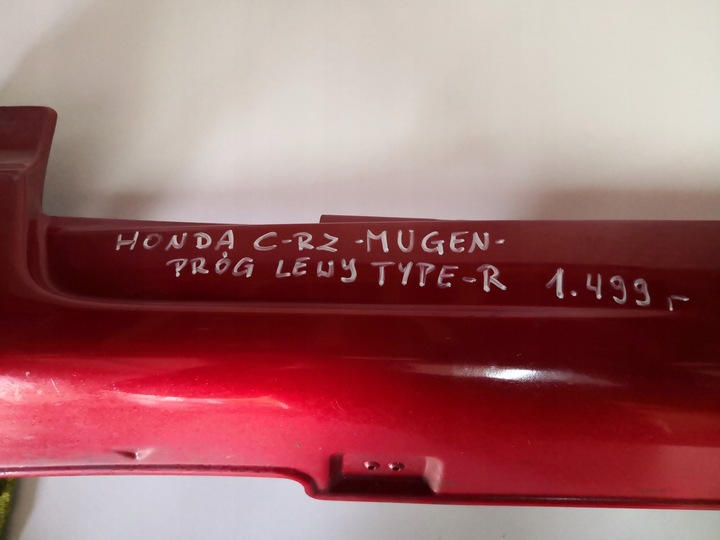 HONDA C-RZ -MUGEN-
PRÓG LEWY TYPE-R 1.499 r